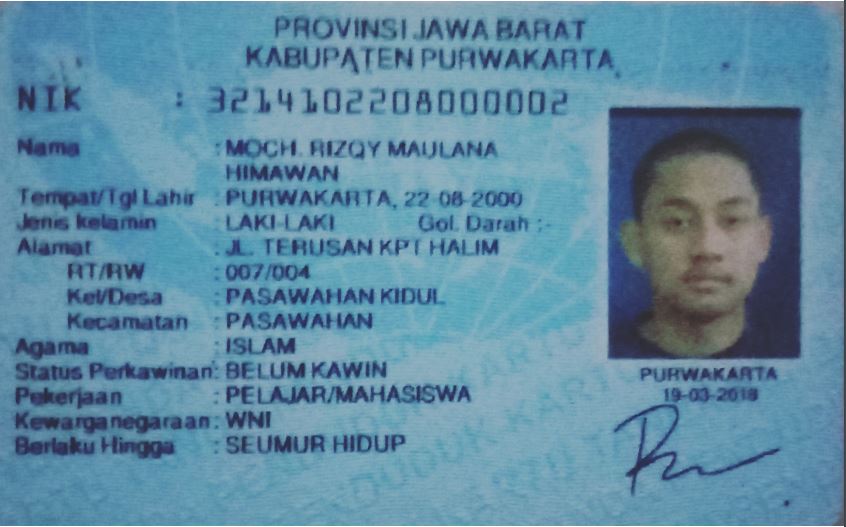 PROVINSI JAWA BARAT
KABUPATEN PURWAKARTA
NIK : 3214102208000002
Nama : MOCH. RIZQY MAULANA
HIMAWAN
Tempat/Tgl Lahir : PURWAKARTA, 22-08-2000
Jenis kelamin : LAKI-LAKI Gol. Darah :-
Alamat : JL. TERUSAN KPT HALIM
RT/RW : 007/004
Kel/Desa : PASAWAHAN KIDUL
Kecamatan : PASAWAHAN
Agama : ISLAM
Status Perkawinan: BELUM KAWIN
Pekerjaan : PELAJAR/MAHASISWA
Kewarganegaraan: WNI
Berlaku Hingga : SEUMUR HIDUP
PURWAKARTA
19-03-2018